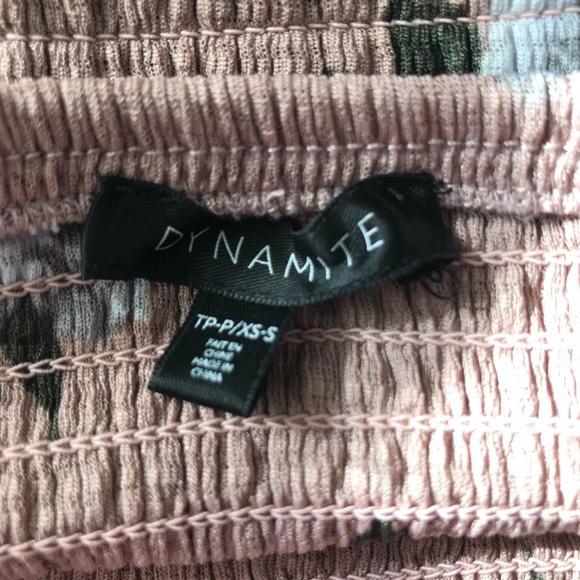 DYNAMITE
TP-P/XS-S
FAIT EN
CHINE
MADE IN
CHINA